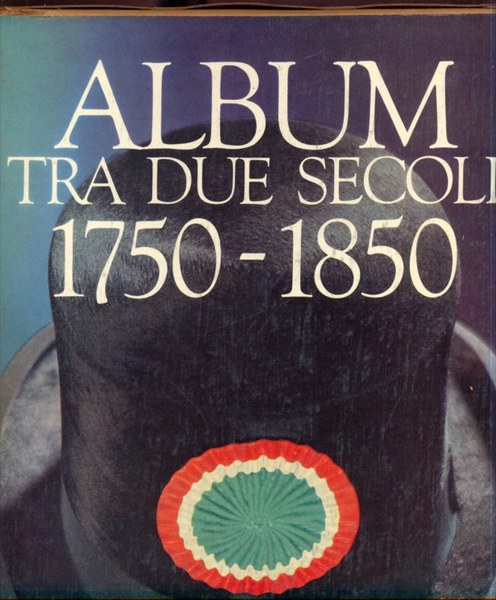 ALBUM
TRA DUE SECOLI
1750-1850